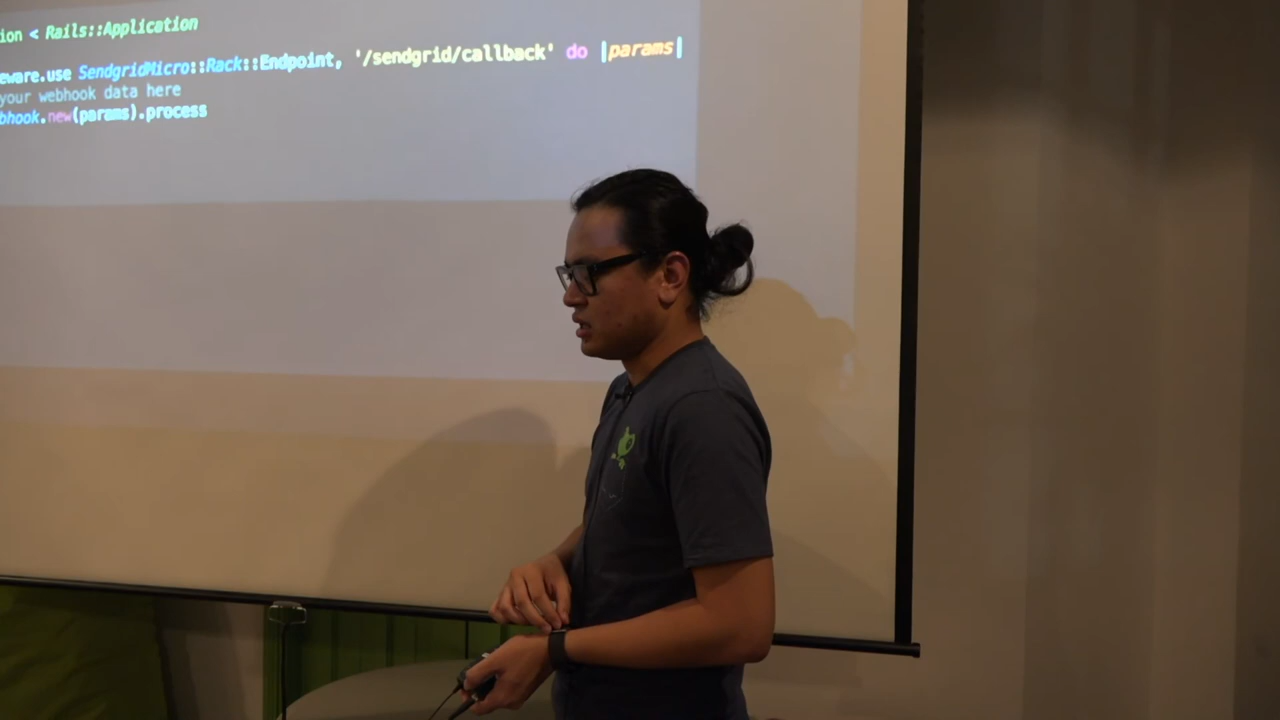 ion < Rails::Application
eware.use SendgridMicro::Rack::Endpoint, '/sendgrid/callback' do |params|
your webhook data here
bhook.new(params).process